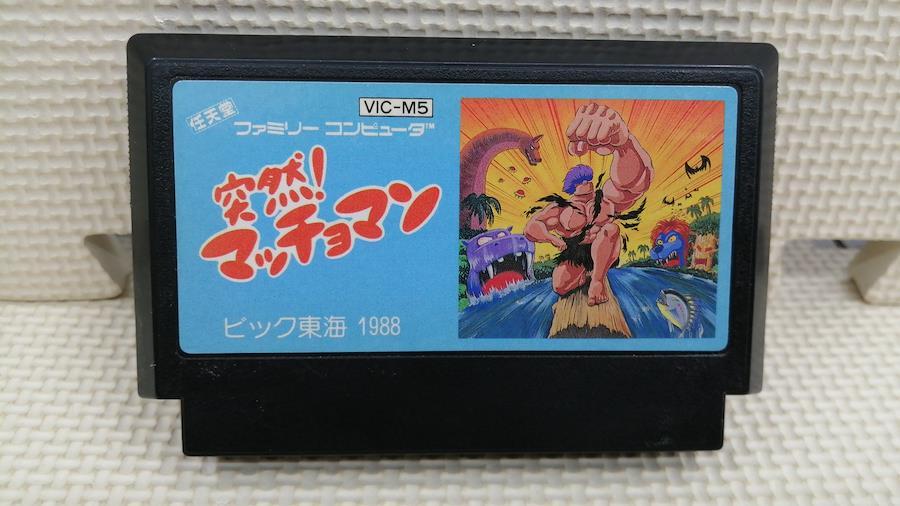 任天堂
VIC-M5
ファミリー コンピュータ™
突然!
マッチョマン
ビック東海 1988